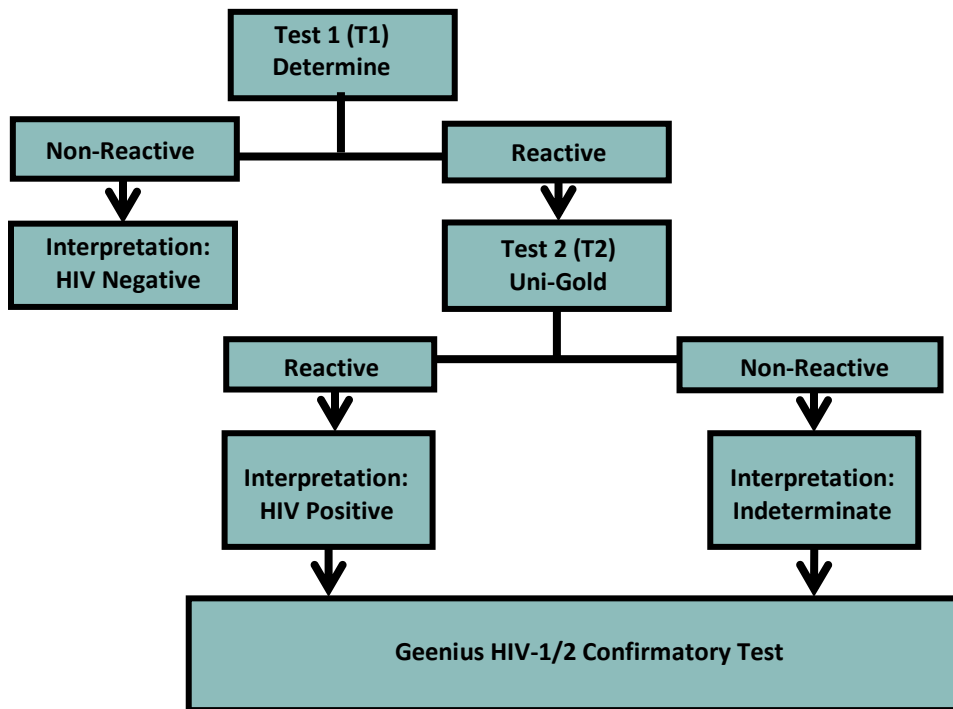 Test 1 (T1)
Determine
Non-Reactive
Reactive
Interpretation:
HIV Negative
Test 2 (T2)
Uni-Gold
Reactive
Non-Reactive
Interpretation:
HIV Positive
Interpretation:
Indeterminate
Geenius HIV-1/2 Confirmatory Test